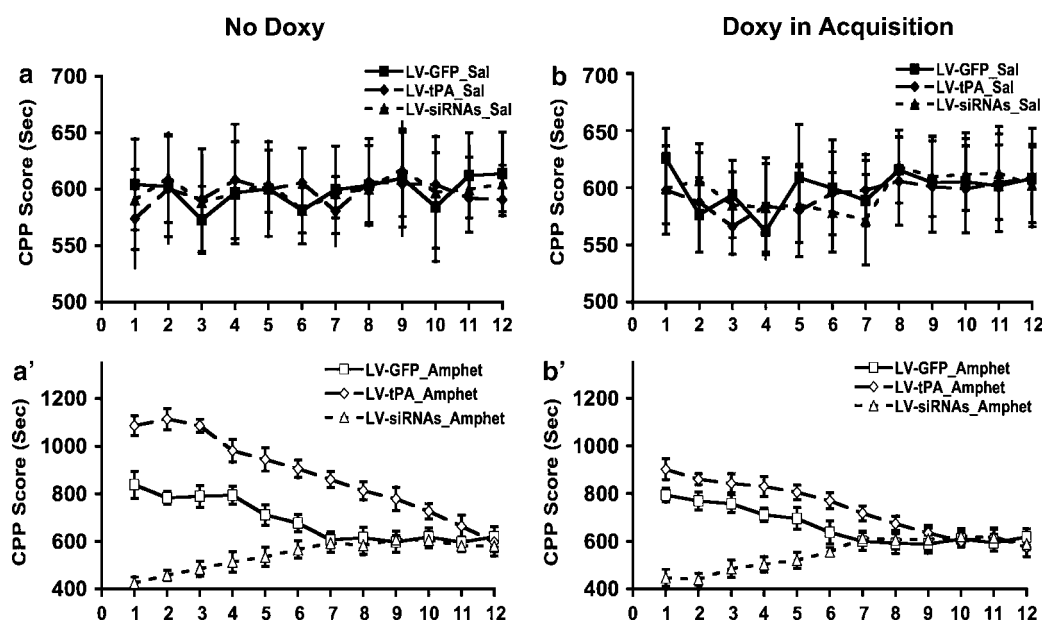 No Doxy
Doxy in Acquisition
a
700
650
600
550
500
CPP Score (Sec)
LV-GFP_Sal
LV-tPA_Sal
LV-siRNAs_Sal
0 1 2 3 4 5 6 7 8 9 10 11 12
b
700
650
600
550
500
CPP Score (Sec)
LV-GFP_Sal
LV-tPA_Sal
LV-siRNAs_Sal
0 1 2 3 4 5 6 7 8 9 10 11 12
a’
1200
1000
800
600
400
CPP Score (Sec)
LV-GFP_Amphet
LV-tPA_Amphet
LV-siRNAs_Amphet
0 1 2 3 4 5 6 7 8 9 10 11 12
b’
1200
1000
800
600
400
CPP Score (Sec)
LV-GFP_Amphet
LV-tPA_Amphet
LV-siRNAs_Amphet
0 1 2 3 4 5 6 7 8 9 10 11 12